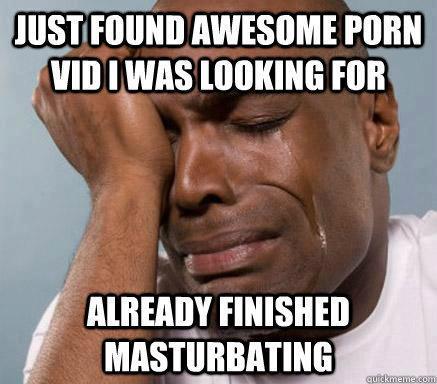 JUST FOUND AWESOME PORN
VID I WAS LOOKING FOR
ALREADY FINISHED
MASTURBATING
quickmeme.com